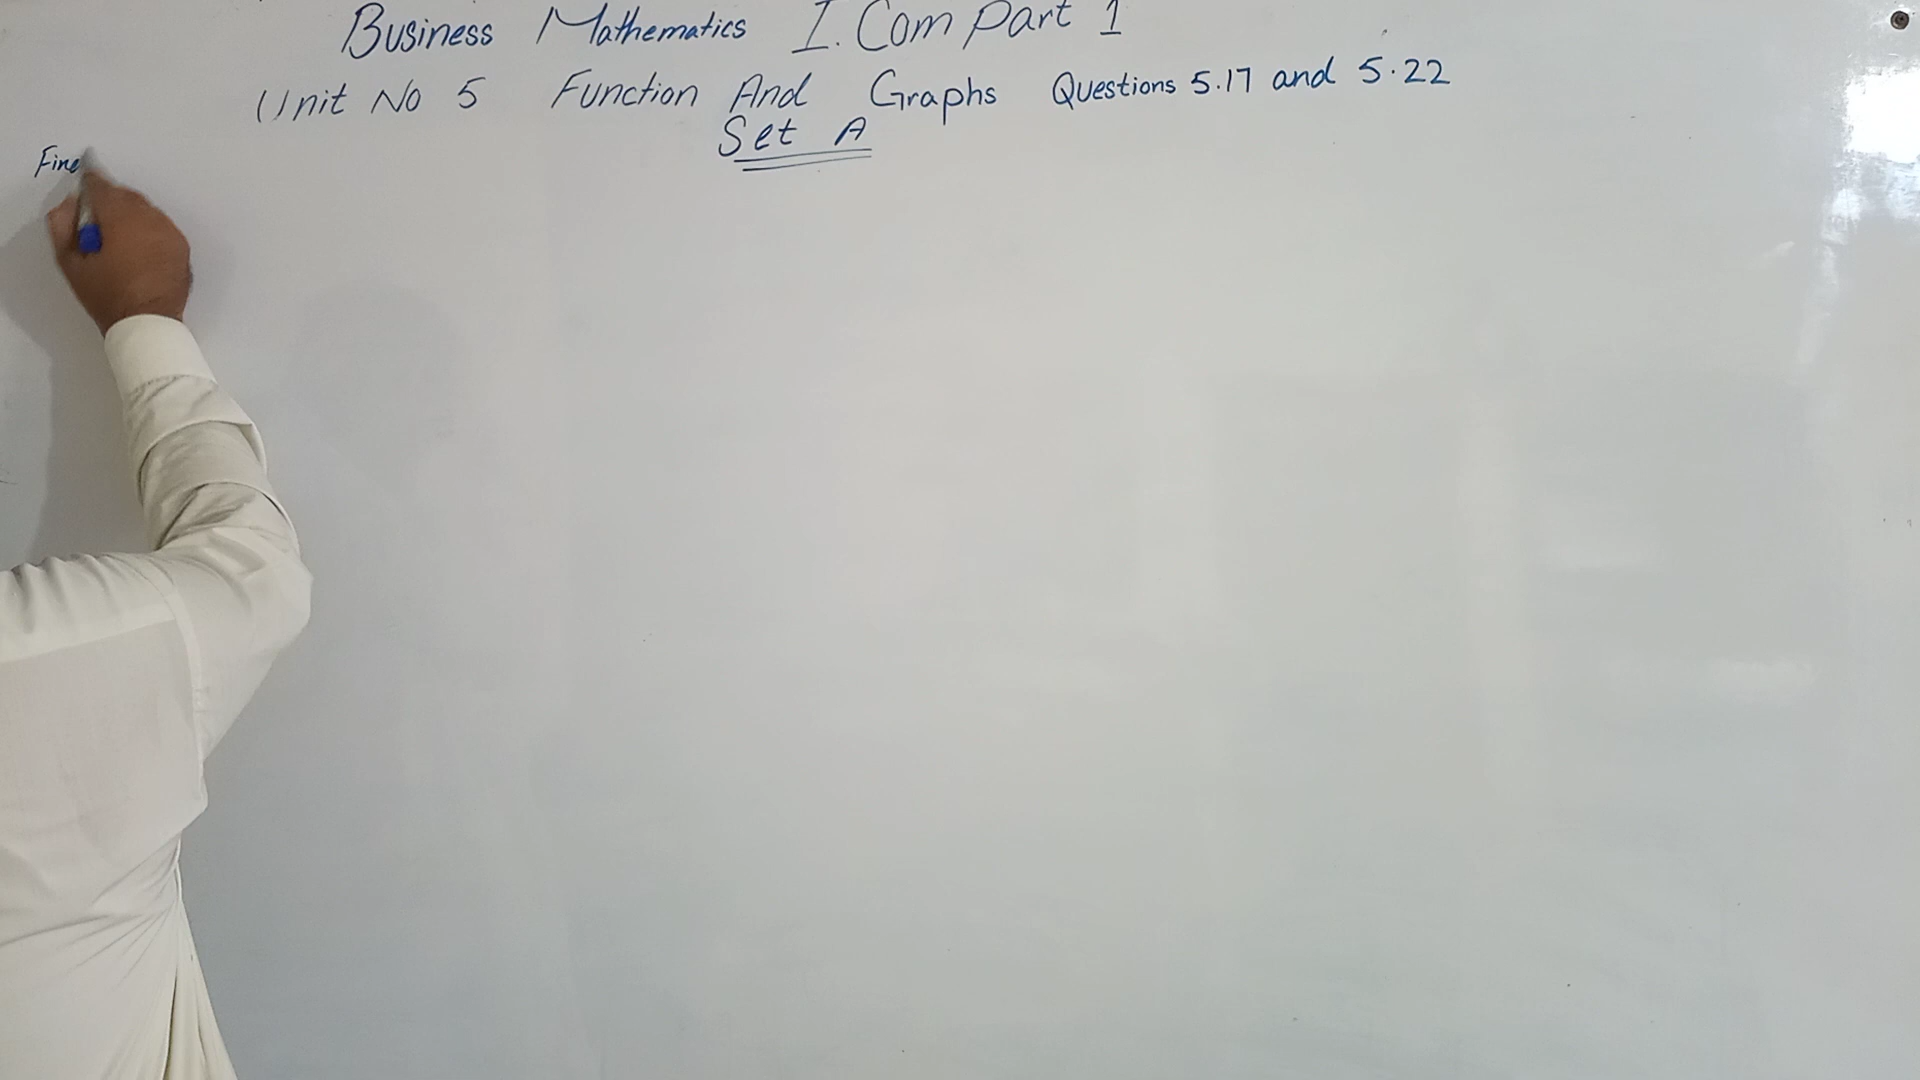 Business Mathematics I. Com Part 1
Unit No 5 Function And Graphs Questions 5.17 and 5.22
Set A